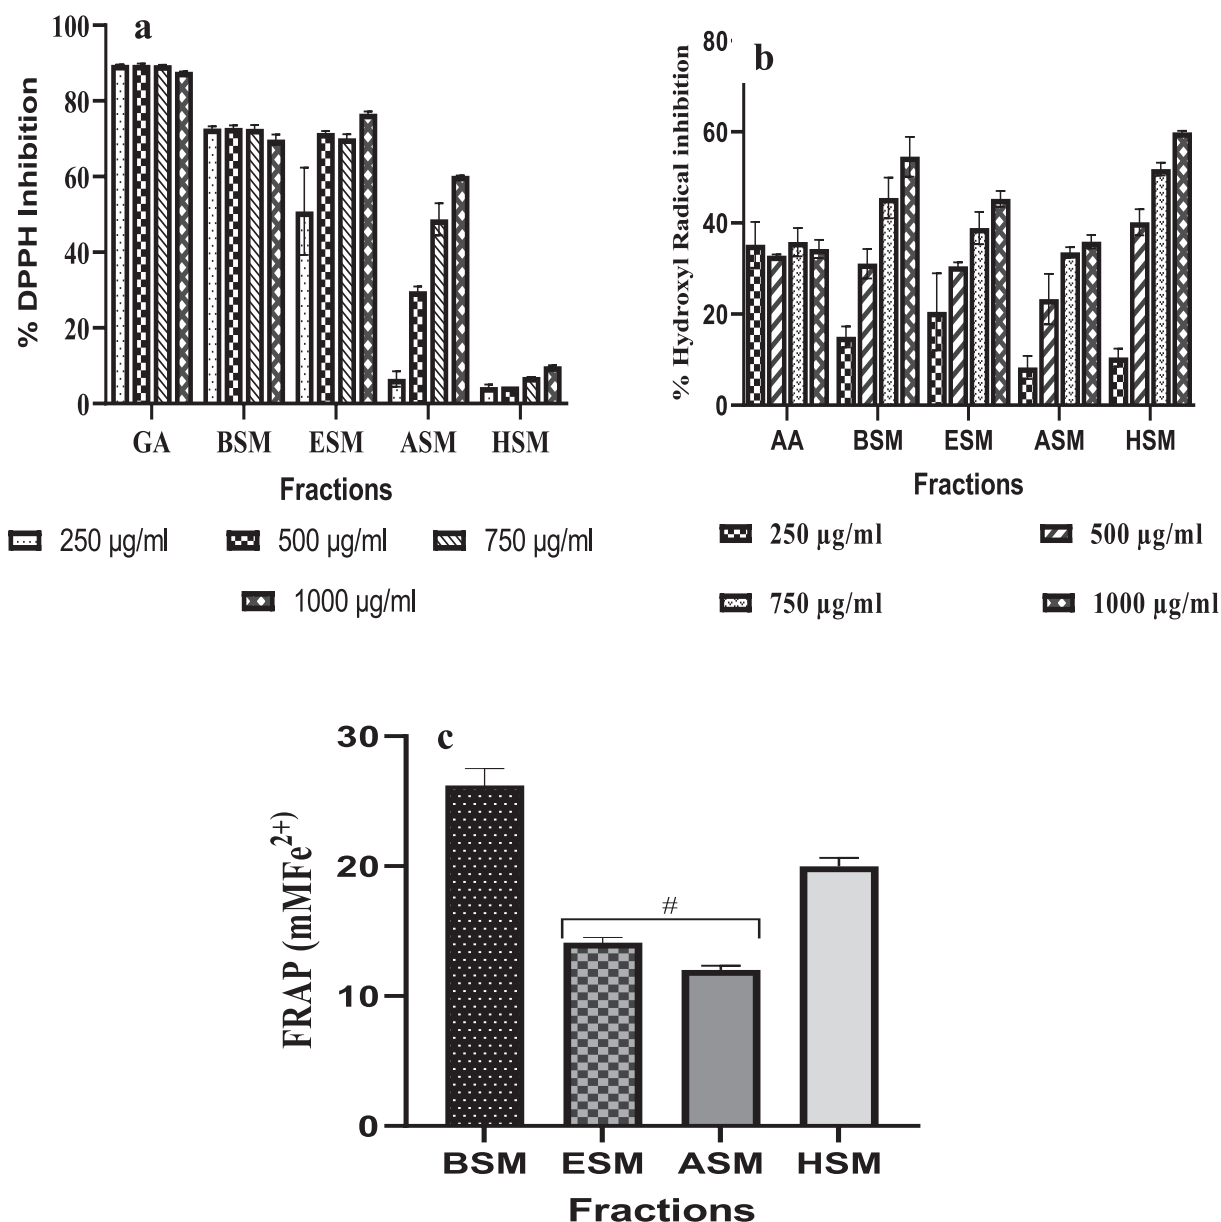 a
% DPPH Inhibition
100
80
60
40
20
0
GA BSM ESM ASM HSM
Fractions
250 µg/ml 500 µg/ml 750 µg/ml
1000 µg/ml
b
% Hydroxyl Radical inhibition
80
60
40
20
0
AA BSM ESM ASM HSM
Fractions
250 µg/ml 500 µg/ml
750 µg/ml 1000 µg/ml
c
FRAP (mMFe²⁺)
30
20
10
0
#
BSM ESM ASM HSM
Fractions